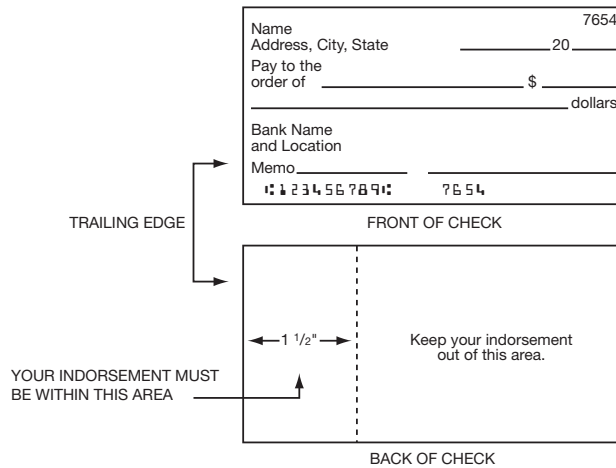 7654
Name
Address, City, State 20
Pay to the
order of $
dollars
Bank Name
and Location
Memo
⑆123456789⑆ 7654
TRAILING EDGE
FRONT OF CHECK
1 1/2"
Keep your indorsement
out of this area.
YOUR INDORSEMENT MUST
BE WITHIN THIS AREA
BACK OF CHECK